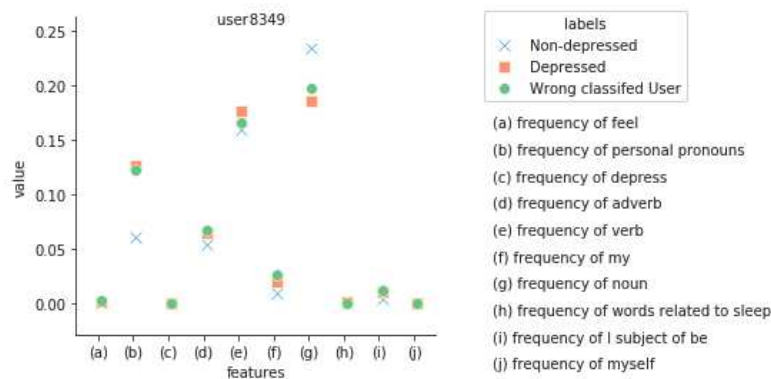 user8349
0.25
0.20
0.15
0.10
0.05
0.00
value
(a) (b) (c) (d) (e) (f) (g) (h) (i) (j)
features
labels
Non-depressed
Depressed
Wrong classifed User
(a) frequency of feel
(b) frequency of personal pronouns
(c) frequency of depress
(d) frequency of adverb
(e) frequency of verb
(f) frequency of my
(g) frequency of noun
(h) frequency of words related to sleep
(i) frequency of I subject of be
(j) frequency of myself